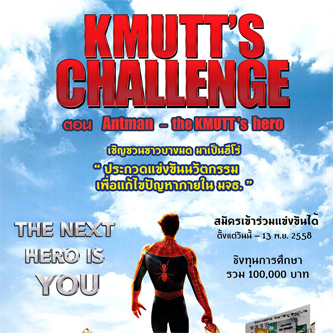 KMUTT'S
CHALLENGE
ตอน Antman - the KMUTT's hero
เชิญชวนชาวบางมด มาเป็นฮีโร่
“ ประกวดแข่งขันนวัตกรรม
เพื่อแก้ไขปัญหาภายใน มจธ. ”
THE NEXT
HERO IS
YOU
สมัครเข้าร่วมแข่งขันได้
ตั้งแต่วันนี้ – 13 พ.ย. 2558
ชิงทุนการศึกษา
รวม 100,000 บาท